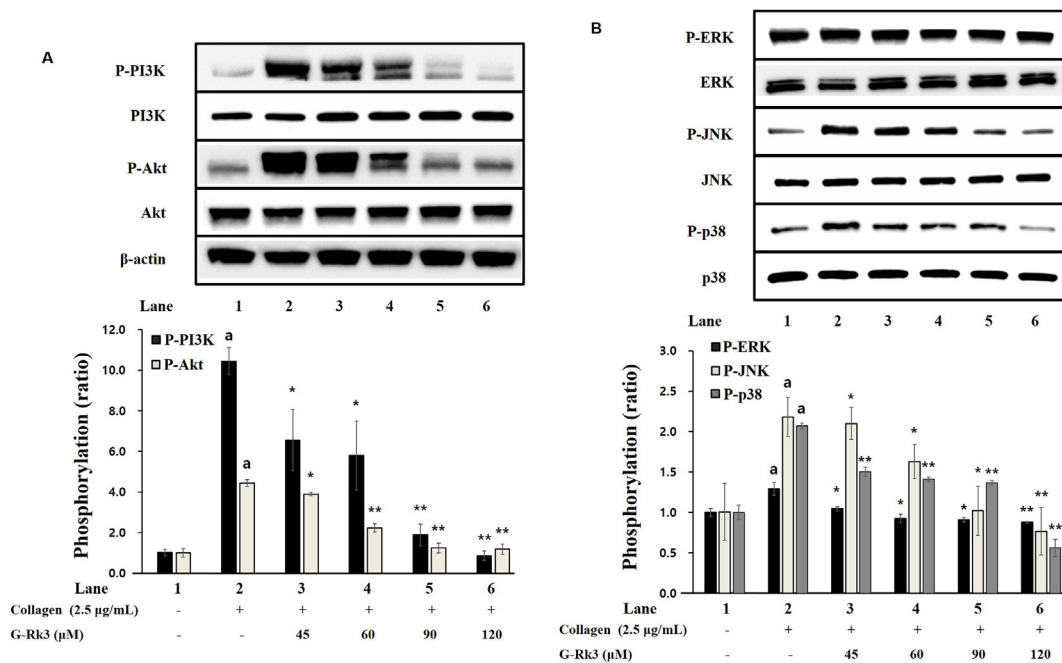 A
P-PI3K
PI3K
P-Akt
Akt
β-actin
Lane 1 2 3 4 5 6
Phosphorylation (ratio)
12.0
10.0
8.0
6.0
4.0
2.0
0.0
P-PI3K
P-Akt
a
a
*
*
*
**
**
**
**
**
Lane 1 2 3 4 5 6
Collagen (2.5 µg/mL) - + + + + +
G-Rk3 (µM) - - 45 60 90 120
B
P-ERK
ERK
P-JNK
JNK
P-p38
p38
Lane 1 2 3 4 5 6
Phosphorylation (ratio)
3.0
2.5
2.0
1.5
1.0
0.5
0.0
P-ERK
P-JNK
P-p38
a
a
a
*
*
**
*
*
**
*
*
**
**
**
**
Lane 1 2 3 4 5 6
Collagen (2.5 µg/mL) - + + + + +
G-Rk3 (µM) - - 45 60 90 120